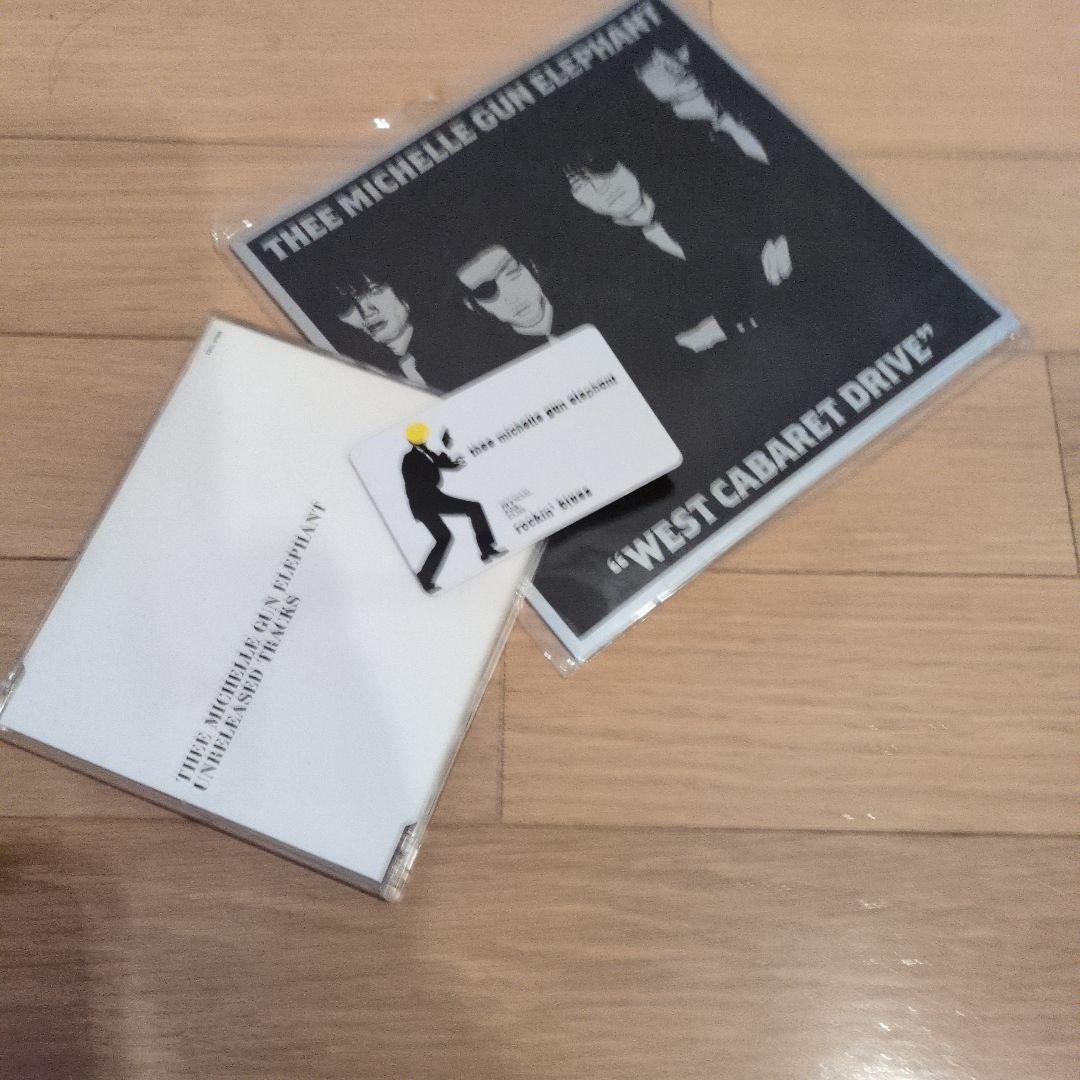 THEE MICHELLE GUN ELEPHANT
"WEST CABARET DRIVE"
thee michelle gun elephant
rockin' blues
THEE MICHELLE GUN ELEPHANT
UNRELEASED TRACKS